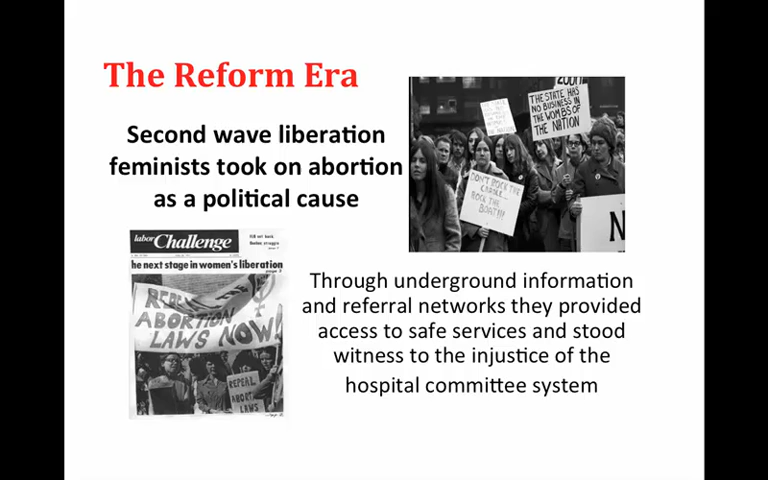 The Reform Era
Second wave liberation
feminists took on abortion
as a political cause
THE STATE HAS
NO BUSINESS IN
THE WOMBS OF
THE NATION
DON'T ROCK THE
CRADLE...
ROCK THE
BOAT!!!
N
labor Challenge
he next stage in women's liberation
REPEAL
ABORTION
LAWS NOW!
REPEAL
ABORT
LAWS
Through underground information
and referral networks they provided
access to safe services and stood
witness to the injustice of the
hospital committee system